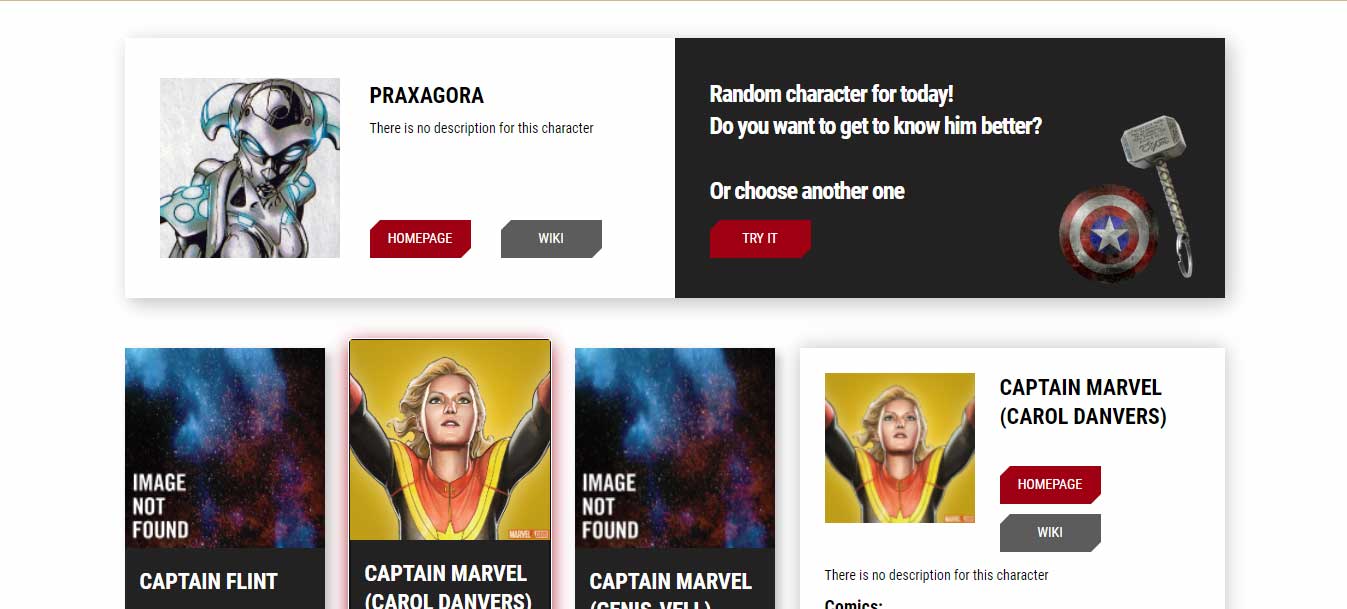 PRAXAGORA
There is no description for this character
HOMEPAGE
WIKI
Random character for today!
Do you want to get to know him better?
Or choose another one
TRY IT
IMAGE
NOT
FOUND
CAPTAIN FLINT
MARVEL
CAPTAIN MARVEL
(CAROL DANVERS)
IMAGE
NOT
FOUND
CAPTAIN MARVEL
(GENIS-VELL)
CAPTAIN MARVEL
(CAROL DANVERS)
HOMEPAGE
WIKI
There is no description for this character
Comics: